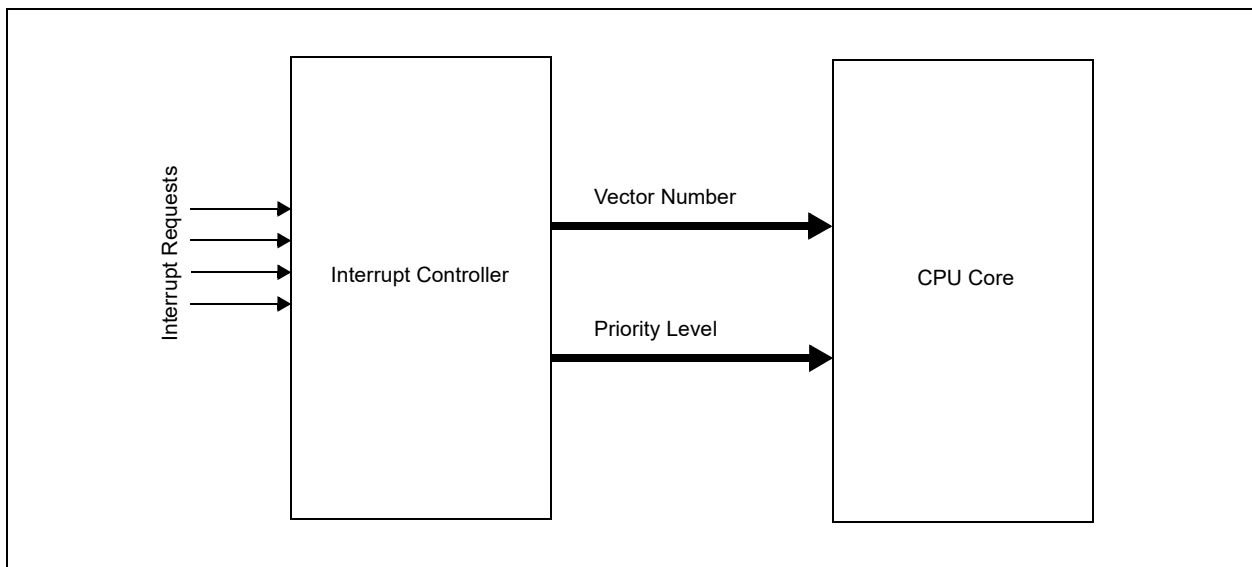 Interrupt Requests
Interrupt Controller
Vector Number
Priority Level
CPU Core